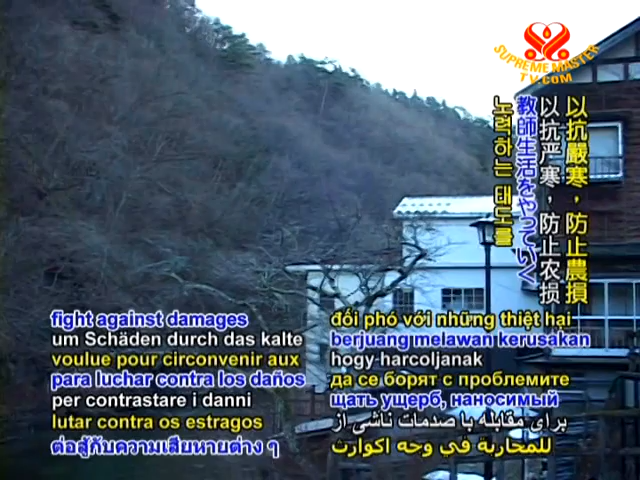 SUPREME MASTER
TV.COM
以抗嚴寒，防止農損
以抗严寒，防止农损
教師生活をやっていく
노력하는 태도를
fight against damages
um Schäden durch das kalte
voulue pour circonvenir aux
para luchar contra los daños
per contrastare i danni
lutar contra os estragos
ต่อสู้กับความเสียหายต่าง ๆ
đối phó với những thiệt hại
berjuang melawan kerusakan
hogy harcoljanak
да се борят с проблемите
щать ущерб, наносимый
برای مقابله با صدمات ناشی از
للمحاربة في وجه اكوارث